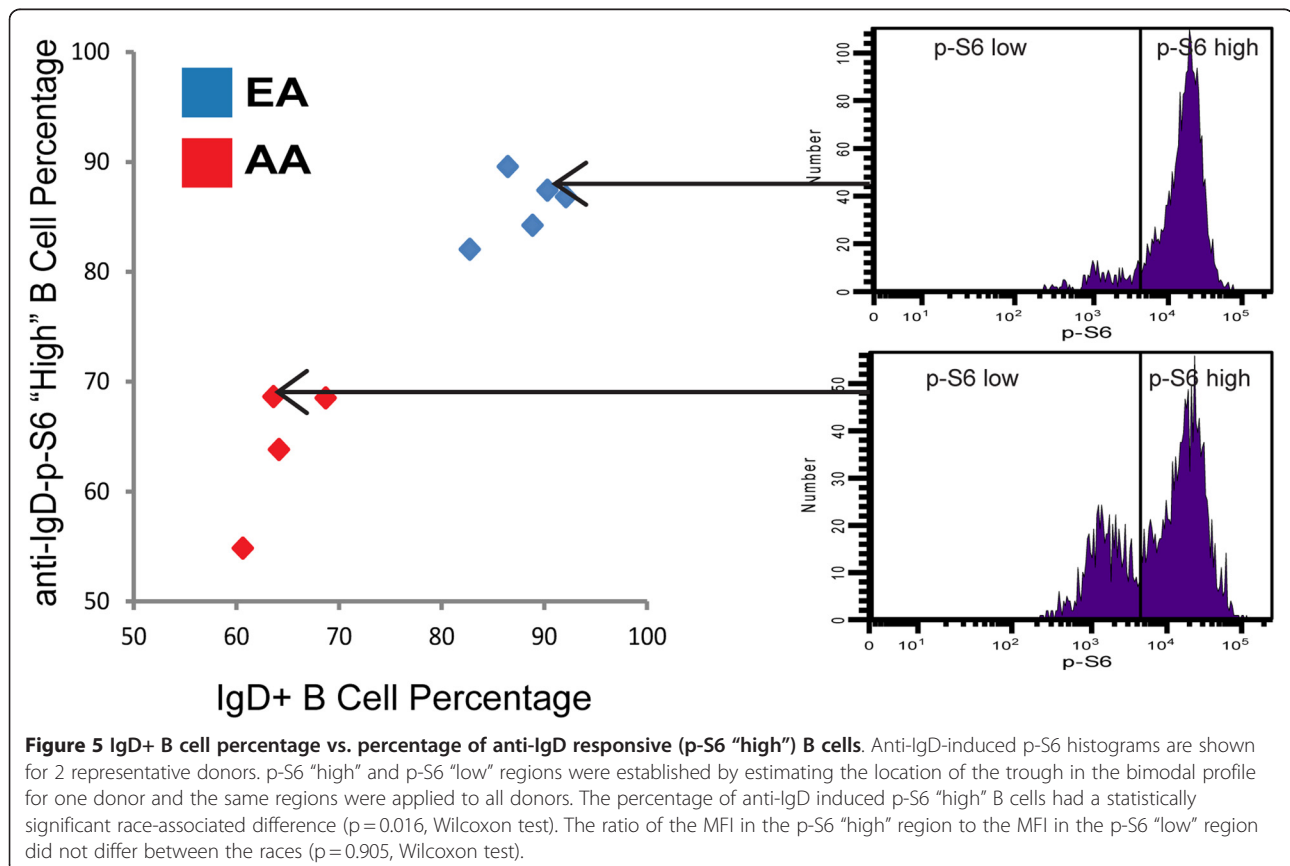 100
90
80
70
60
50
50 60 70 80 90 100
anti-IgD-p-S6 “High” B Cell Percentage
IgD+ B Cell Percentage
EA
AA
p-S6 low p-S6 high
Number
0 20 40 60 80 100
0 10¹ 10² 10³ 10⁴ 10⁵
p-S6
p-S6 low p-S6 high
Number
0 10 20 30 40 50
0 10¹ 10² 10³ 10⁴ 10⁵
p-S6
Figure 5 IgD+ B cell percentage vs. percentage of anti-IgD responsive (p-S6 “high”) B cells. Anti-IgD-induced p-S6 histograms are shown
for 2 representative donors. p-S6 “high” and p-S6 “low” regions were established by estimating the location of the trough in the bimodal profile
for one donor and the same regions were applied to all donors. The percentage of anti-IgD induced p-S6 “high” B cells had a statistically
significant race-associated difference (p = 0.016, Wilcoxon test). The ratio of the MFI in the p-S6 “high” region to the MFI in the p-S6 “low” region
did not differ between the races (p = 0.905, Wilcoxon test).